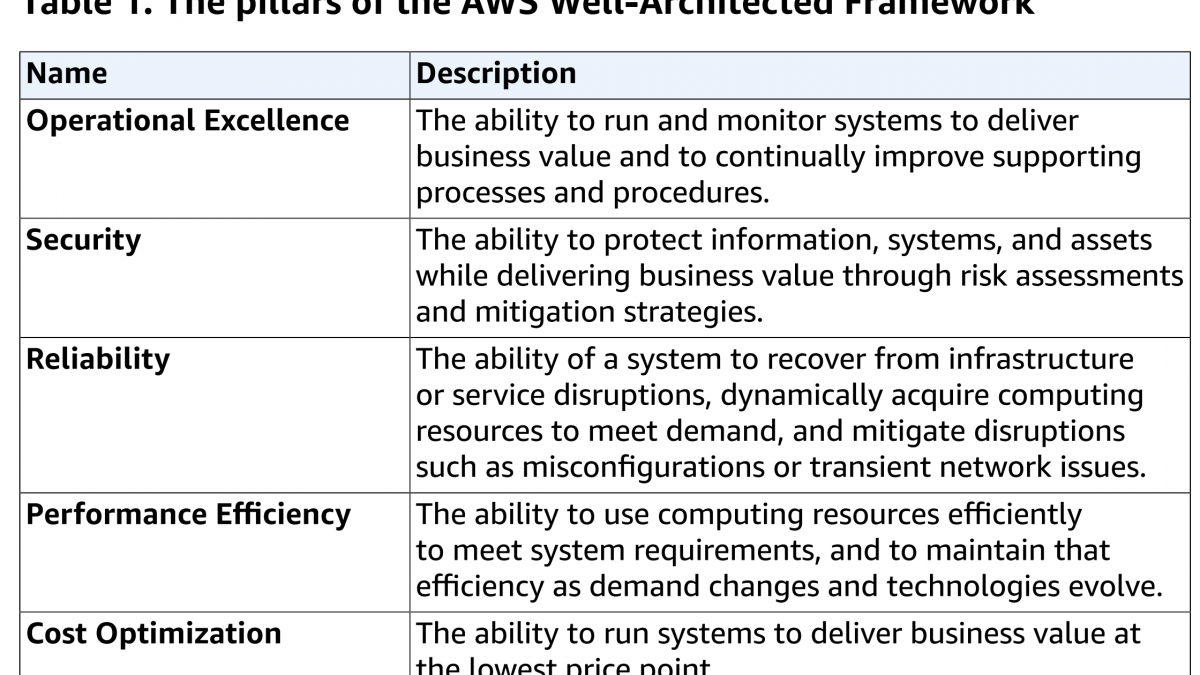 Table 1. The pillars of the AWS Well-Architected Framework
Name
Description
Operational Excellence
The ability to run and monitor systems to deliver
business value and to continually improve supporting
processes and procedures.
Security
The ability to protect information, systems, and assets
while delivering business value through risk assessments
and mitigation strategies.
Reliability
The ability of a system to recover from infrastructure
or service disruptions, dynamically acquire computing
resources to meet demand, and mitigate disruptions
such as misconfigurations or transient network issues.
Performance Efficiency
The ability to use computing resources efficiently
to meet system requirements, and to maintain that
efficiency as demand changes and technologies evolve.
Cost Optimization
The ability to run systems to deliver business value at
the lowest price point